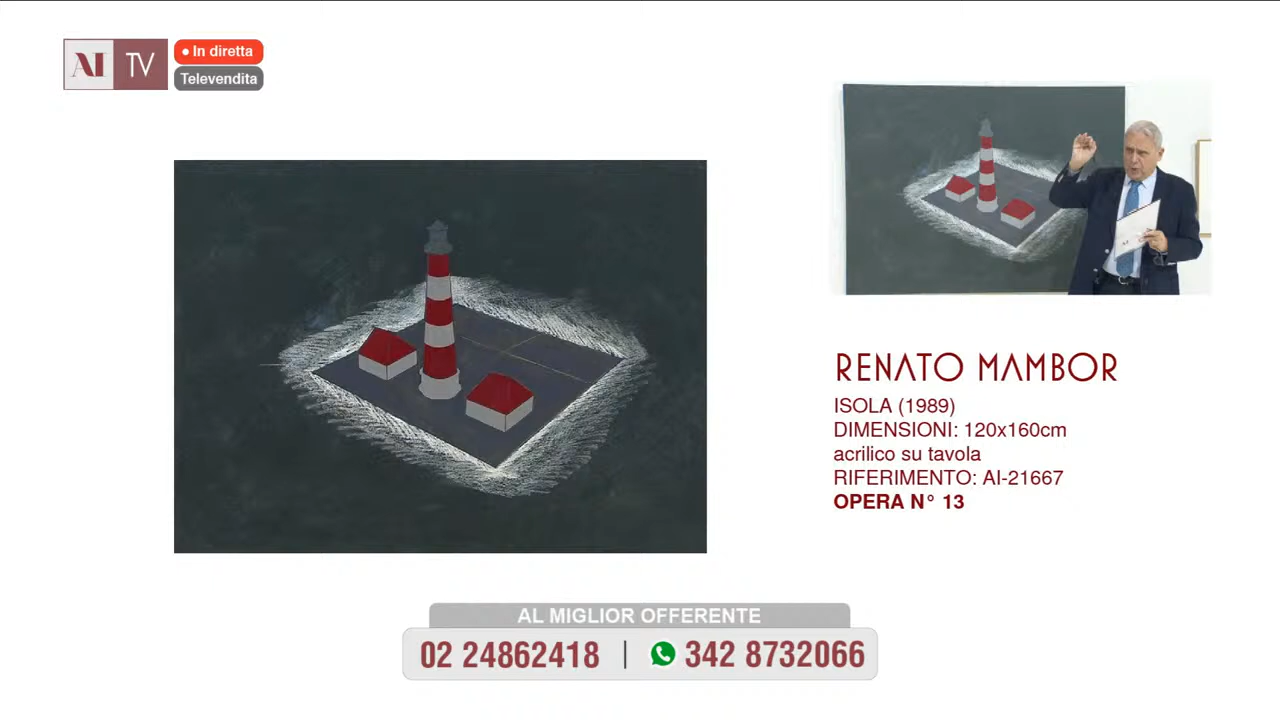 AI TV
• In diretta
Televendita
RENATO MAMBOR
ISOLA (1989)
DIMENSIONI: 120x160cm
acrilico su tavola
RIFERIMENTO: AI-21667
OPERA N° 13
AL MIGLIOR OFFERENTE
02 24862418 | 342 8732066